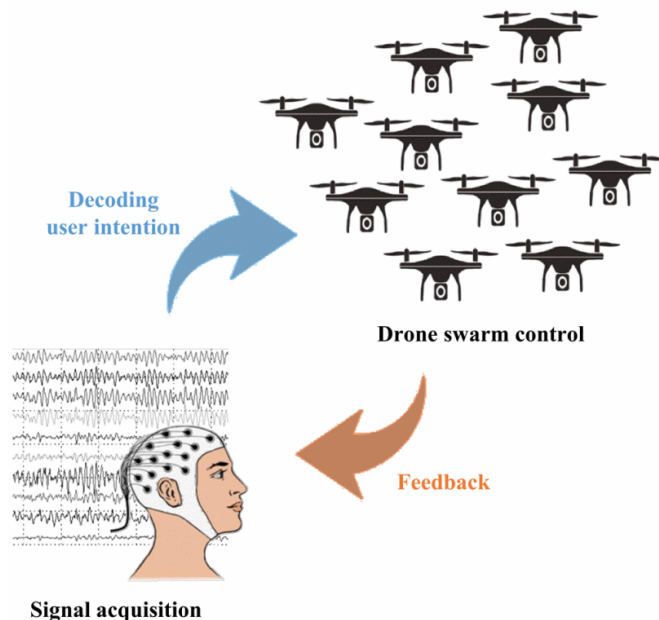 Decoding
user intention
Drone swarm control
Feedback
Signal acquisition